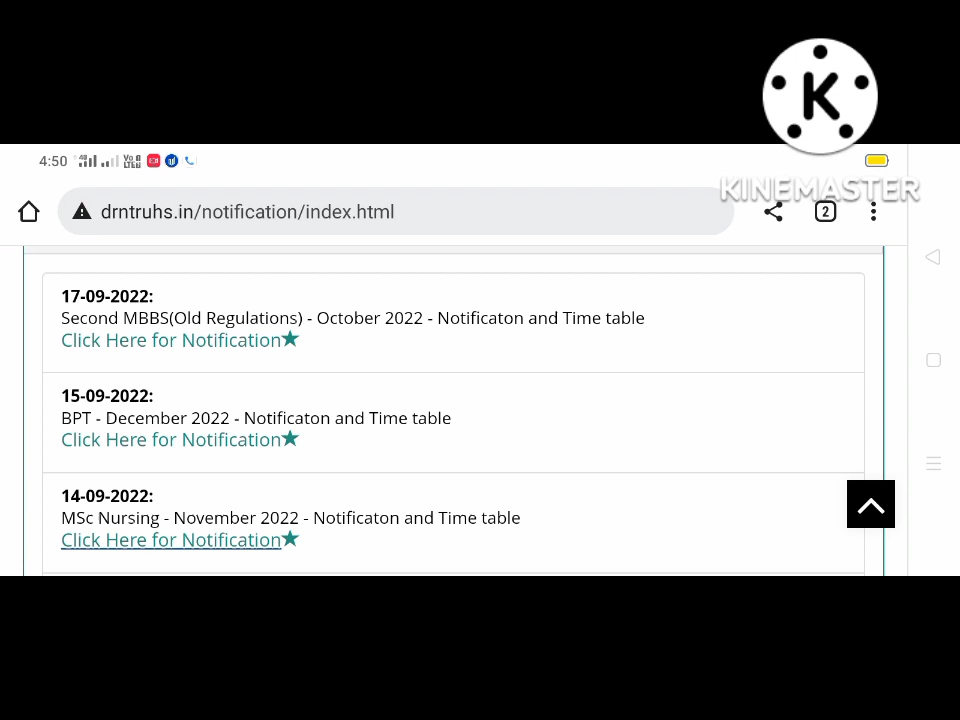 K
KINEMASTER
4:50
drntruhs.in/notification/index.html
2
17-09-2022:
Second MBBS(Old Regulations) - October 2022 - Notificaton and Time table
Click Here for Notification★
15-09-2022:
BPT - December 2022 - Notificaton and Time table
Click Here for Notification★
14-09-2022:
MSc Nursing - November 2022 - Notificaton and Time table
Click Here for Notification★